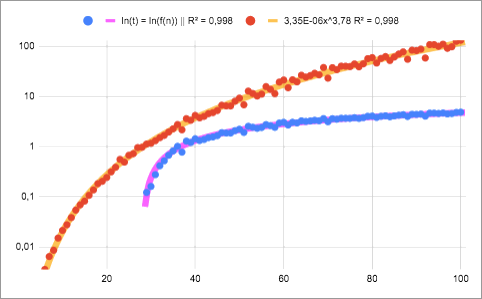 ln(t) = ln(f(n)) || R² = 0,998 3,35E-06x^3,78 R² = 0,998
100
10
1
0,1
0,01
20 40 60 80 100